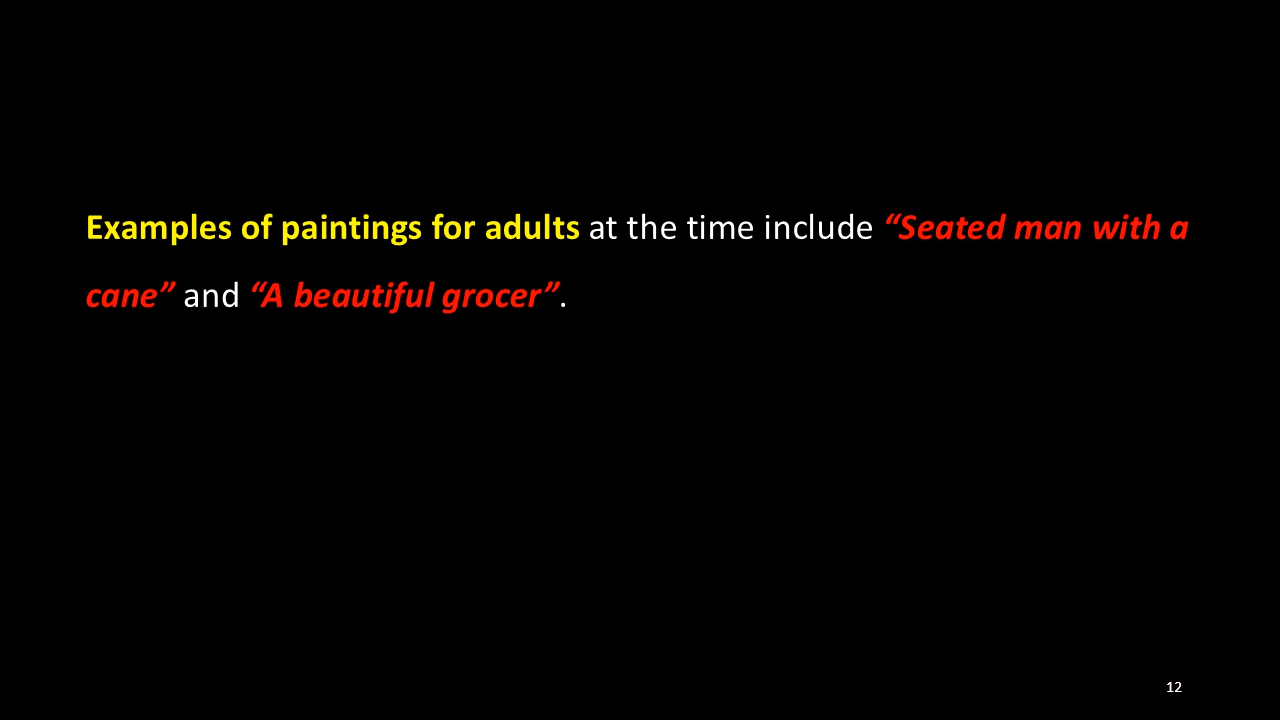 Examples of paintings for adults at the time include “Seated man with a
cane” and “A beautiful grocer”.
12